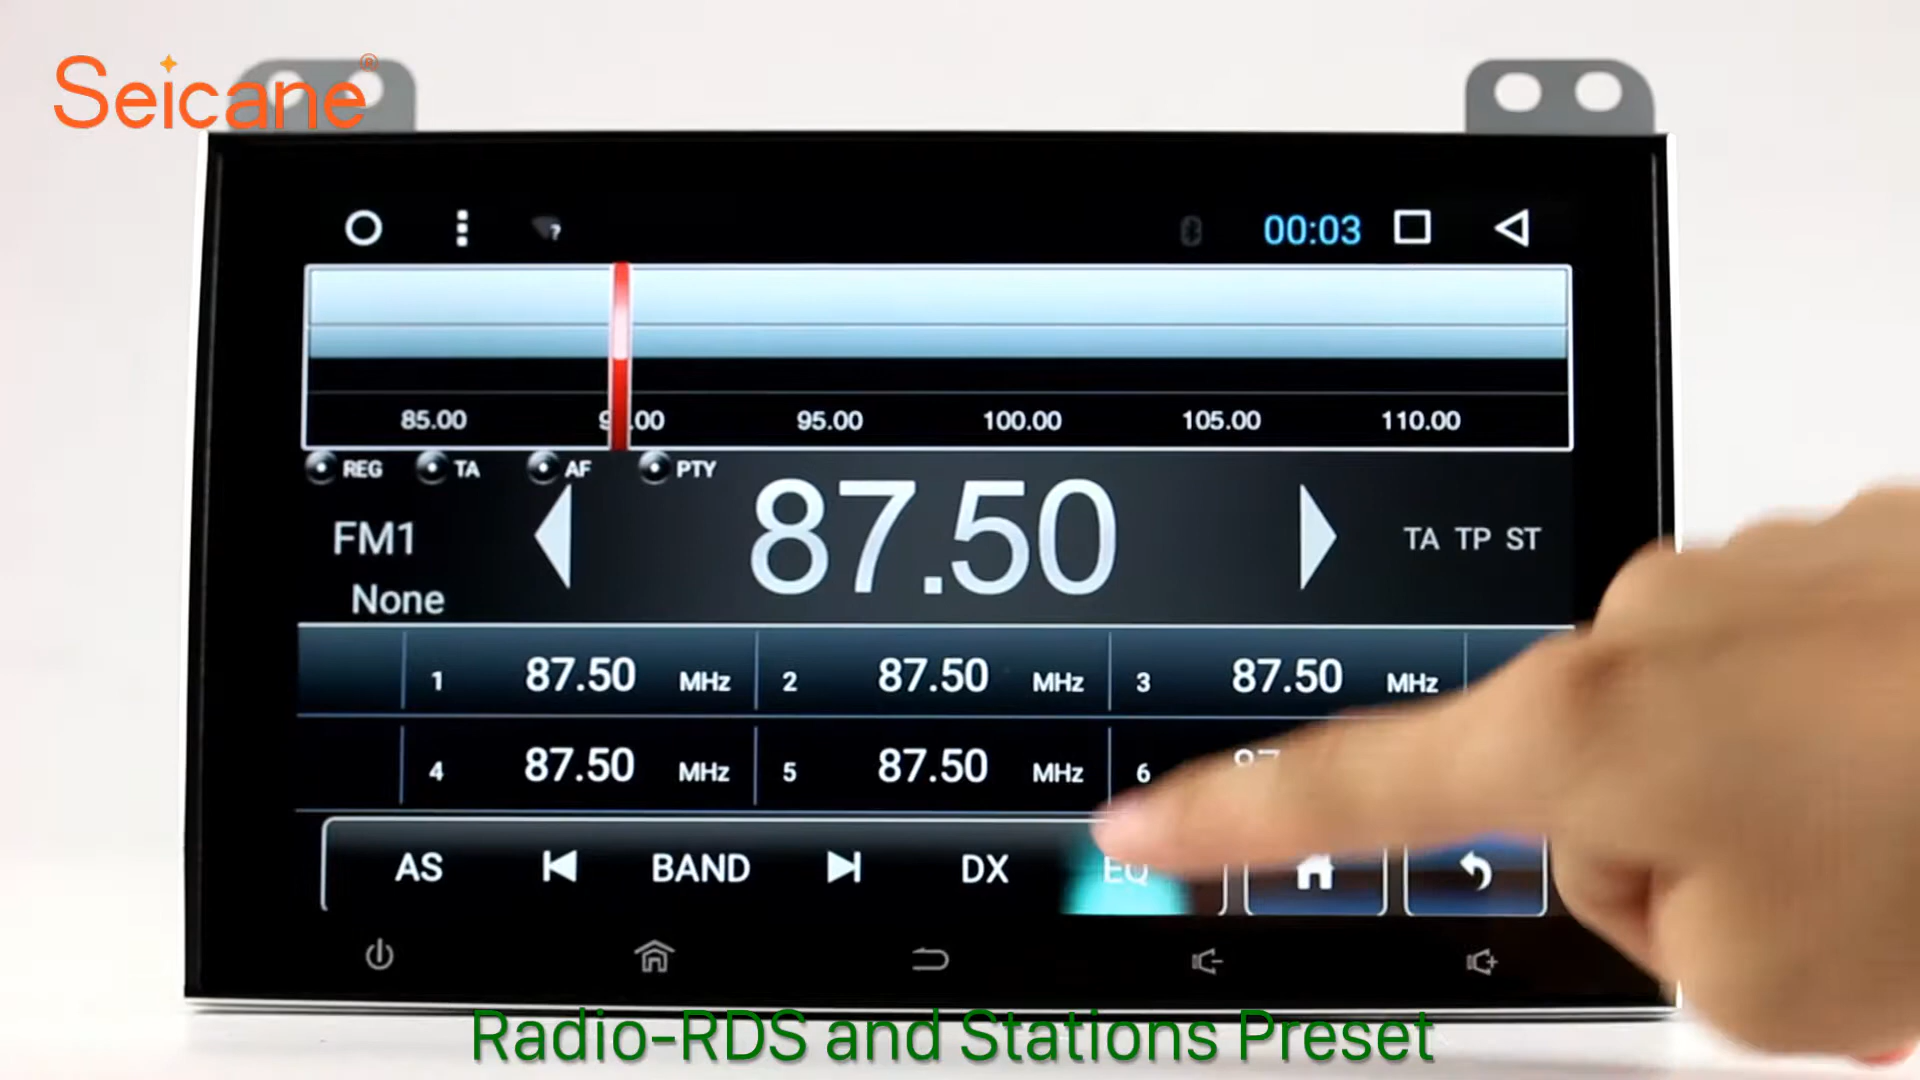 Seicane®
00:03
85.00 95.00 100.00 105.00 110.00
REG TA AF PTY
FM1 87.50 TA TP ST
None
1 87.50 MHz 2 87.50 MHz 3 87.50 MHz
4 87.50 MHz 5 87.50 MHz 6
AS BAND DX EQ
Radio-RDS and Stations Preset